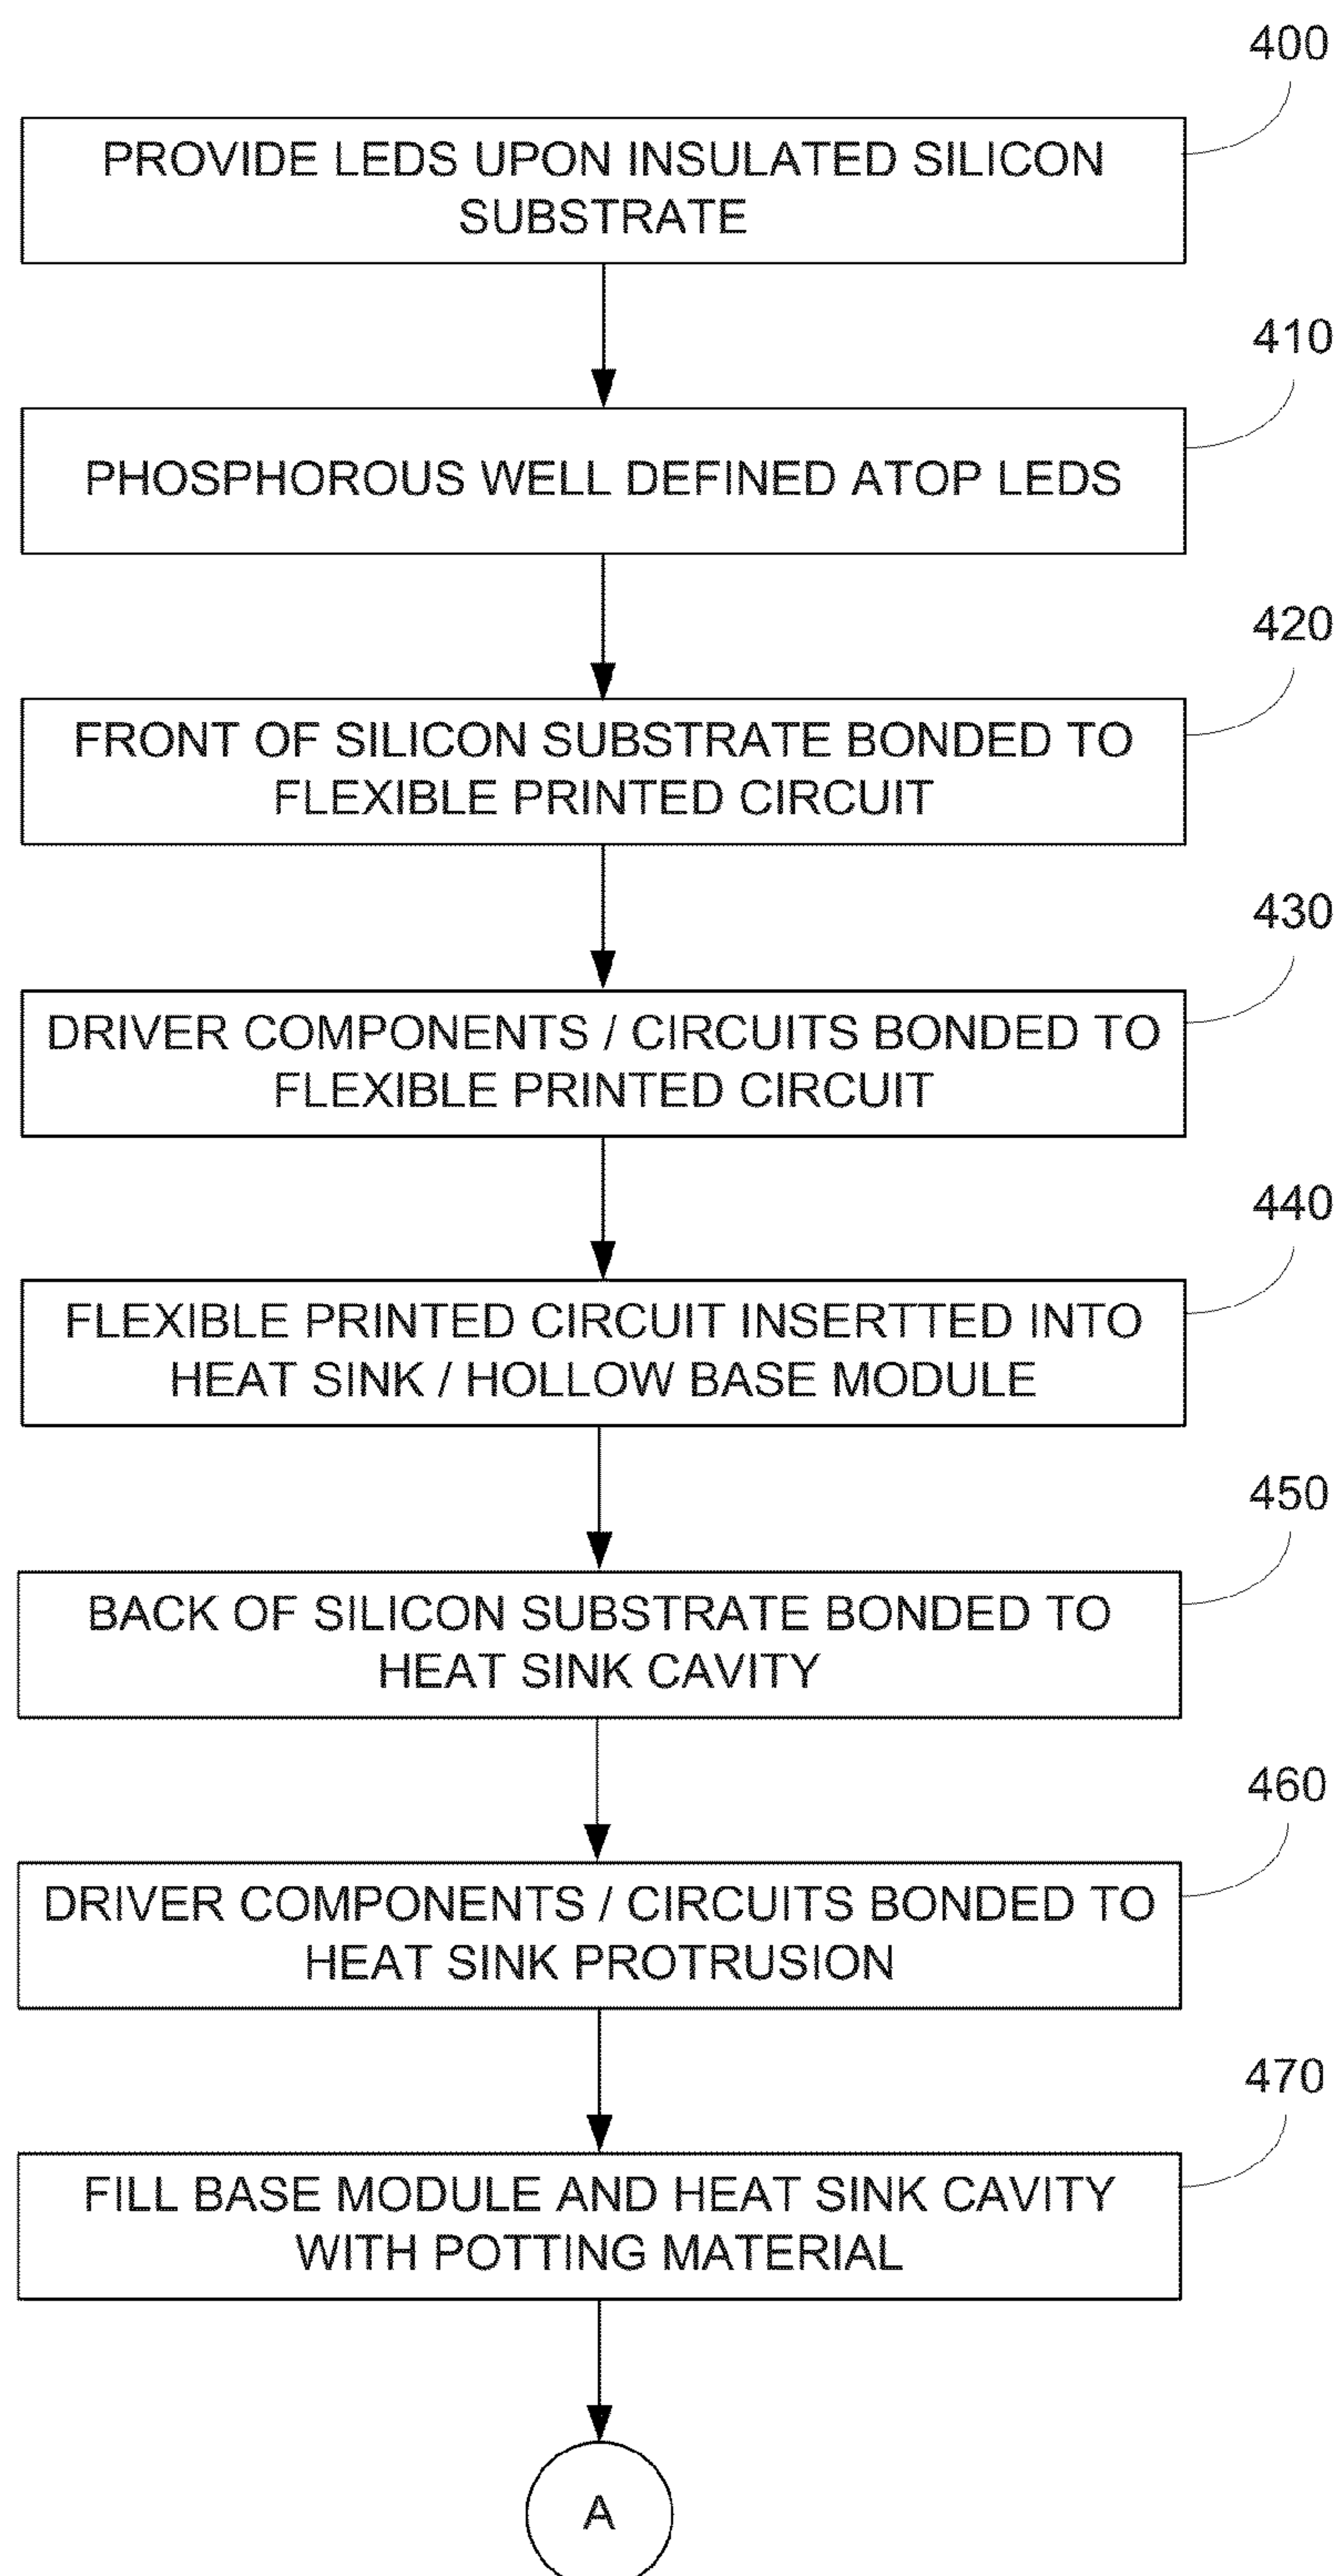 400
PROVIDE LEDS UPON INSULATED SILICON
SUBSTRATE
410
PHOSPHOROUS WELL DEFINED ATOP LEDS
420
FRONT OF SILICON SUBSTRATE BONDED TO
FLEXIBLE PRINTED CIRCUIT
430
DRIVER COMPONENTS / CIRCUITS BONDED TO
FLEXIBLE PRINTED CIRCUIT
440
FLEXIBLE PRINTED CIRCUIT INSERTTED INTO
HEAT SINK / HOLLOW BASE MODULE
450
BACK OF SILICON SUBSTRATE BONDED TO
HEAT SINK CAVITY
460
DRIVER COMPONENTS / CIRCUITS BONDED TO
HEAT SINK PROTRUSION
470
FILL BASE MODULE AND HEAT SINK CAVITY
WITH POTTING MATERIAL
A